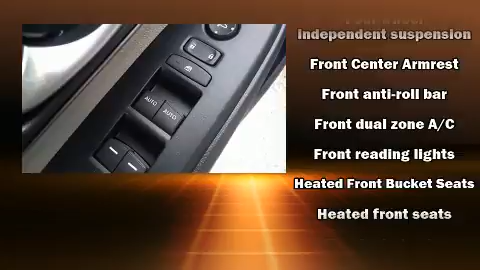 independent suspension
Front Center Armrest
Front anti-roll bar
Front dual zone A/C
Front reading lights
Heated Front Bucket Seats
Heated front seats
AUTO
AUTO